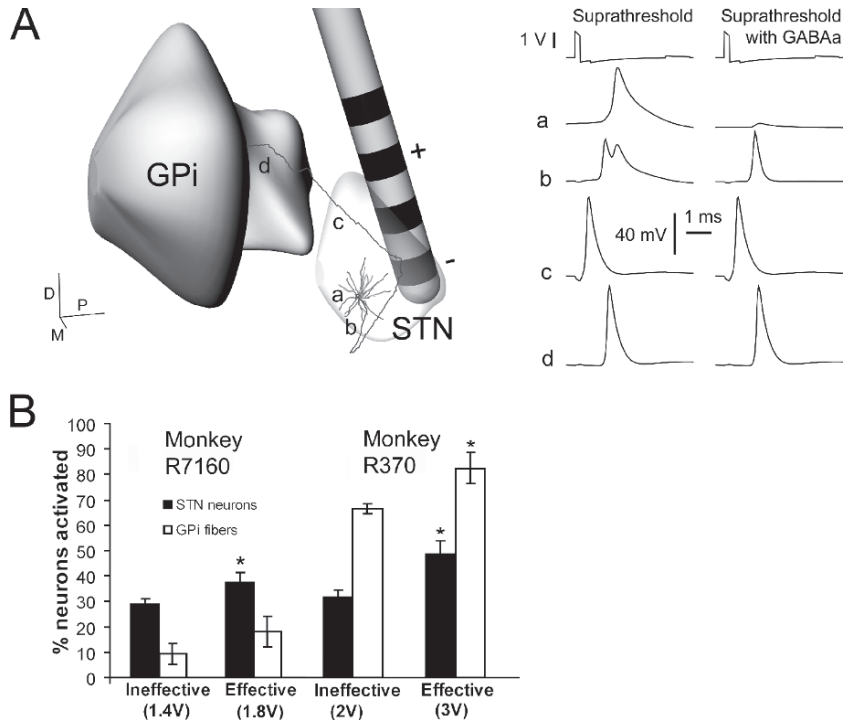 A
GPi
d
c
a
b
STN
+
-
D
P
M
Suprathreshold
Suprathreshold
with GABAa
1 V
a
b
c
d
40 mV
1 ms
B
% neurons activated
100
90
80
70
60
50
40
30
20
10
0
Monkey
R7160
Monkey
R370
STN neurons
GPi fibers
*
*
*
Ineffective
(1.4V)
Effective
(1.8V)
Ineffective
(2V)
Effective
(3V)